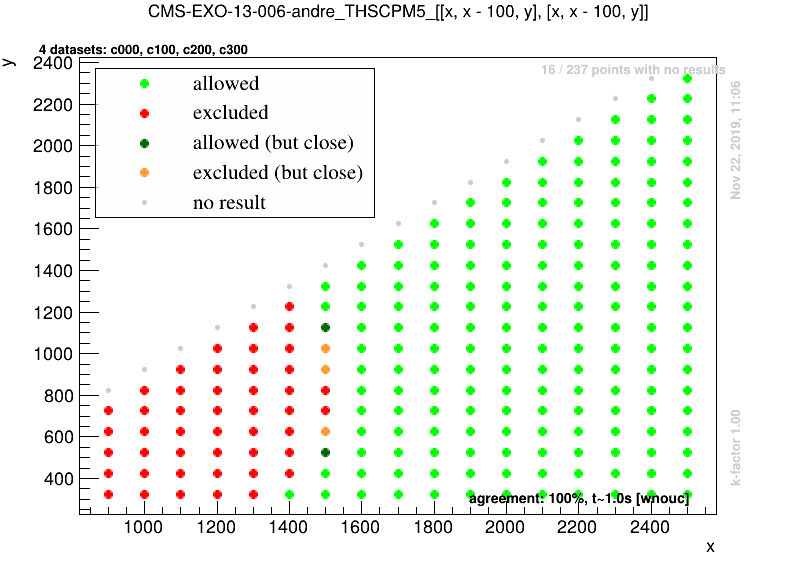 CMS-EXO-13-006-andre_THSCPM5_[[x, x - 100, y], [x, x - 100, y]]
4 datasets: c000, c100, c200, c300
y
16 / 237 points with no results
allowed
excluded
allowed (but close)
excluded (but close)
no result
2400
2200
2000
1800
1600
1400
1200
1000
800
600
400
Nov 22, 2019, 11:06
k-factor 1.00
agreement: 100%, t~1.0s [wnouc]
1000 1200 1400 1600 1800 2000 2200 2400
x